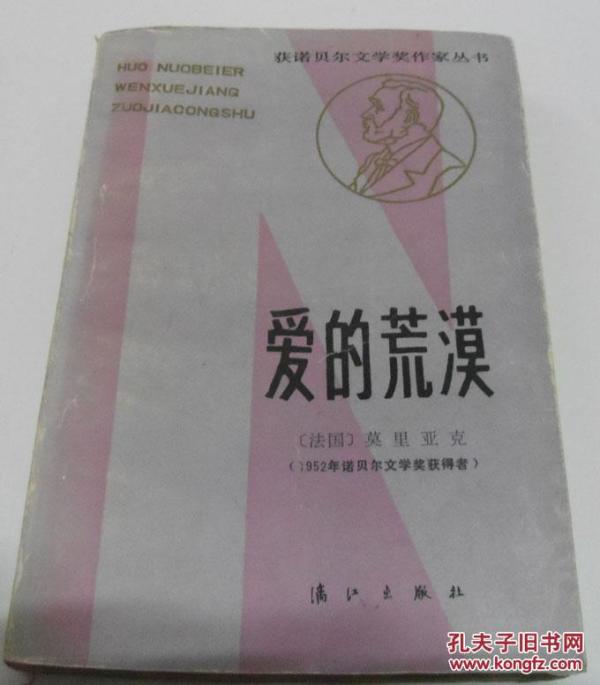 获诺贝尔文学奖作家丛书
HUO NUOBEIER
WENXUEJIANG
ZUOJIACONGSHU
爱的荒漠
〔法国〕莫里亚克
(1952年诺贝尔文学奖获得者)
漓江出版社
孔夫子旧书网
www.kongfz.com